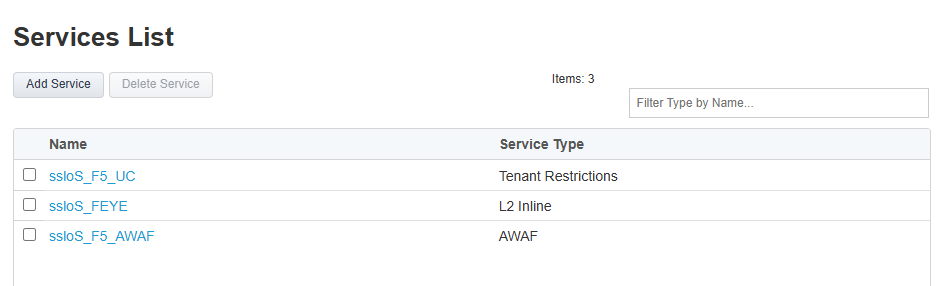 Services List
Add Service Delete Service
Items: 3
Filter Type by Name...
Name Service Type
ssloS_F5_UC Tenant Restrictions
ssloS_FEYE L2 Inline
ssloS_F5_AWAF AWAF